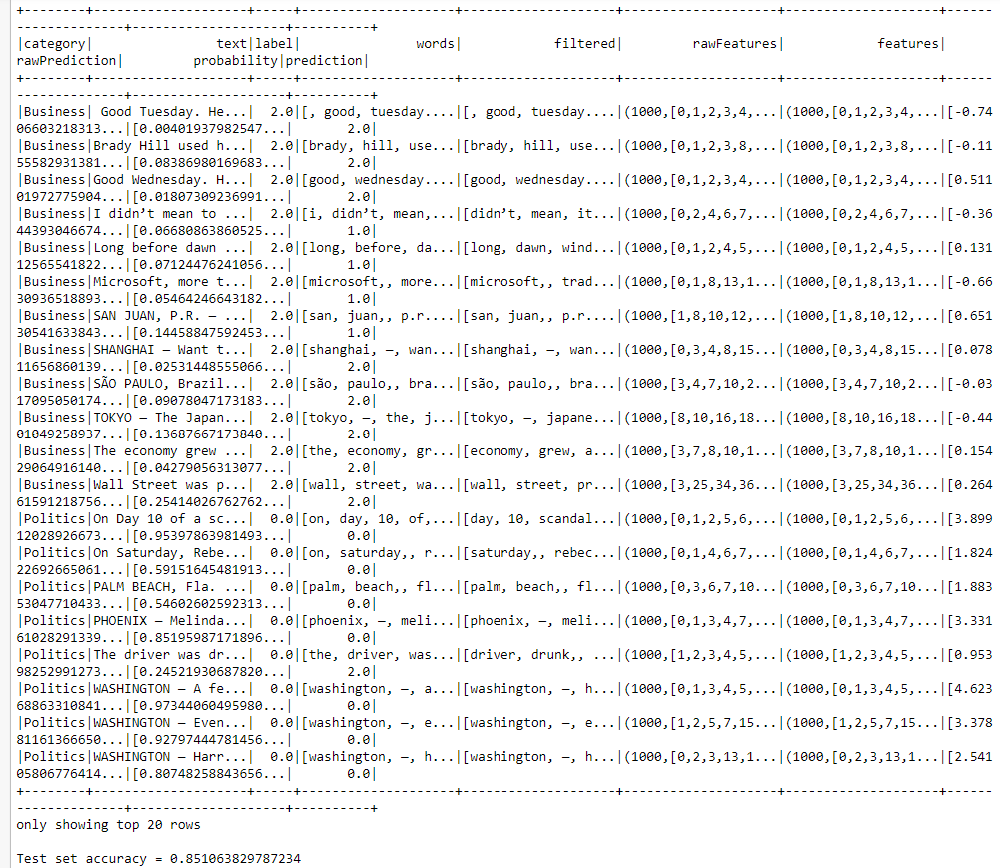 +--------+--------------------+-----+--------------------+--------------------+--------------------+--------------------+------
--------------+--------------------+----------+
|category|                text|label|               words|            filtered|         rawFeatures|            features|
rawPrediction|         probability|prediction|
+--------+--------------------+-----+--------------------+--------------------+--------------------+--------------------+------
--------------+--------------------+----------+
|Business| Good Tuesday. He...|  2.0|[, good, tuesday....|[, good, tuesday....|(1000,[0,1,2,3,4,...|(1000,[0,1,2,3,4,...|[-0.74
06603218313...|[0.00401937982547...|       2.0|
|Business|Brady Hill used h...|  2.0|[brady, hill, use...|[brady, hill, use...|(1000,[0,1,2,3,8,...|(1000,[0,1,2,3,8,...|[-0.11
55582931381...|[0.08386980169683...|       2.0|
|Business|Good Wednesday. H...|  2.0|[good, wednesday....|[good, wednesday....|(1000,[0,1,2,3,4,...|(1000,[0,1,2,3,4,...|[0.511
01972775904...|[0.01807309236991...|       2.0|
|Business|I didn’t mean to ...|  2.0|[i, didn’t, mean,...|[didn’t, mean, it...|(1000,[0,2,4,6,7,...|(1000,[0,2,4,6,7,...|[-0.36
44393046674...|[0.06680863860525...|       1.0|
|Business|Long before dawn ...|  2.0|[long, before, da...|[long, dawn, wind...|(1000,[0,1,2,4,5,...|(1000,[0,1,2,4,5,...|[0.131
12565541822...|[0.07124476241056...|       1.0|
|Business|Microsoft, more t...|  2.0|[microsoft,, more...|[microsoft,, trad...|(1000,[0,1,8,13,1...|(1000,[0,1,8,13,1...|[-0.66
30936518893...|[0.05464246643182...|       1.0|
|Business|SAN JUAN, P.R. — ...|  2.0|[san, juan,, p.r....|[san, juan,, p.r....|(1000,[1,8,10,12,...|(1000,[1,8,10,12,...|[0.651
30541633843...|[0.14458847592453...|       1.0|
|Business|SHANGHAI — Want t...|  2.0|[shanghai, —, wan...|[shanghai, —, wan...|(1000,[0,3,4,8,15...|(1000,[0,3,4,8,15...|[0.078
11656860139...|[0.02531448555066...|       2.0|
|Business|SÃO PAULO, Brazil...|  2.0|[são, paulo,, bra...|[são, paulo,, bra...|(1000,[3,4,7,10,2...|(1000,[3,4,7,10,2...|[-0.03
17095050174...|[0.09078047173183...|       2.0|
|Business|TOKYO — The Japan...|  2.0|[tokyo, —, the, j...|[tokyo, —, japane...|(1000,[8,10,16,18...|(1000,[8,10,16,18...|[-0.44
01049258937...|[0.13687667173840...|       2.0|
|Business|The economy grew ...|  2.0|[the, economy, gr...|[economy, grew, a...|(1000,[3,7,8,10,1...|(1000,[3,7,8,10,1...|[0.154
29064916140...|[0.04279056313077...|       2.0|
|Business|Wall Street was p...|  2.0|[wall, street, wa...|[wall, street, pr...|(1000,[3,25,34,36...|(1000,[3,25,34,36...|[0.264
61591218756...|[0.25414026762762...|       2.0|
|Politics|On Day 10 of a sc...|  0.0|[on, day, 10, of,...|[day, 10, scandal...|(1000,[0,1,2,5,6,...|(1000,[0,1,2,5,6,...|[3.899
12028926673...|[0.95397863981493...|       0.0|
|Politics|On Saturday, Rebe...|  0.0|[on, saturday,, r...|[saturday,, rebec...|(1000,[0,1,4,6,7,...|(1000,[0,1,4,6,7,...|[1.824
22692665061...|[0.59151645481913...|       0.0|
|Politics|PALM BEACH, Fla. ...|  0.0|[palm, beach,, fl...|[palm, beach,, fl...|(1000,[0,3,6,7,10...|(1000,[0,3,6,7,10...|[1.883
53047710433...|[0.54602602592313...|       0.0|
|Politics|PHOENIX — Melinda...|  0.0|[phoenix, —, meli...|[phoenix, —, meli...|(1000,[0,1,3,4,7,...|(1000,[0,1,3,4,7,...|[3.331
61028291339...|[0.85195987171896...|       0.0|
|Politics|The driver was dr...|  0.0|[the, driver, was...|[driver, drunk,, ...|(1000,[1,2,3,4,5,...|(1000,[1,2,3,4,5,...|[0.953
98252991273...|[0.24521930687820...|       2.0|
|Politics|WASHINGTON — A fe...|  0.0|[washington, —, a...|[washington, —, h...|(1000,[0,1,3,4,5,...|(1000,[0,1,3,4,5,...|[4.623
68863310841...|[0.97344060495980...|       0.0|
|Politics|WASHINGTON — Even...|  0.0|[washington, —, e...|[washington, —, e...|(1000,[1,2,5,7,15...|(1000,[1,2,5,7,15...|[3.378
81161366650...|[0.92797444781456...|       0.0|
|Politics|WASHINGTON — Harr...|  0.0|[washington, —, h...|[washington, —, h...|(1000,[0,2,3,13,1...|(1000,[0,2,3,13,1...|[2.541
05806776414...|[0.80748258843656...|       0.0|
+--------+--------------------+-----+--------------------+--------------------+--------------------+--------------------+------
--------------+--------------------+----------+
only showing top 20 rows
Test set accuracy = 0.851063829787234